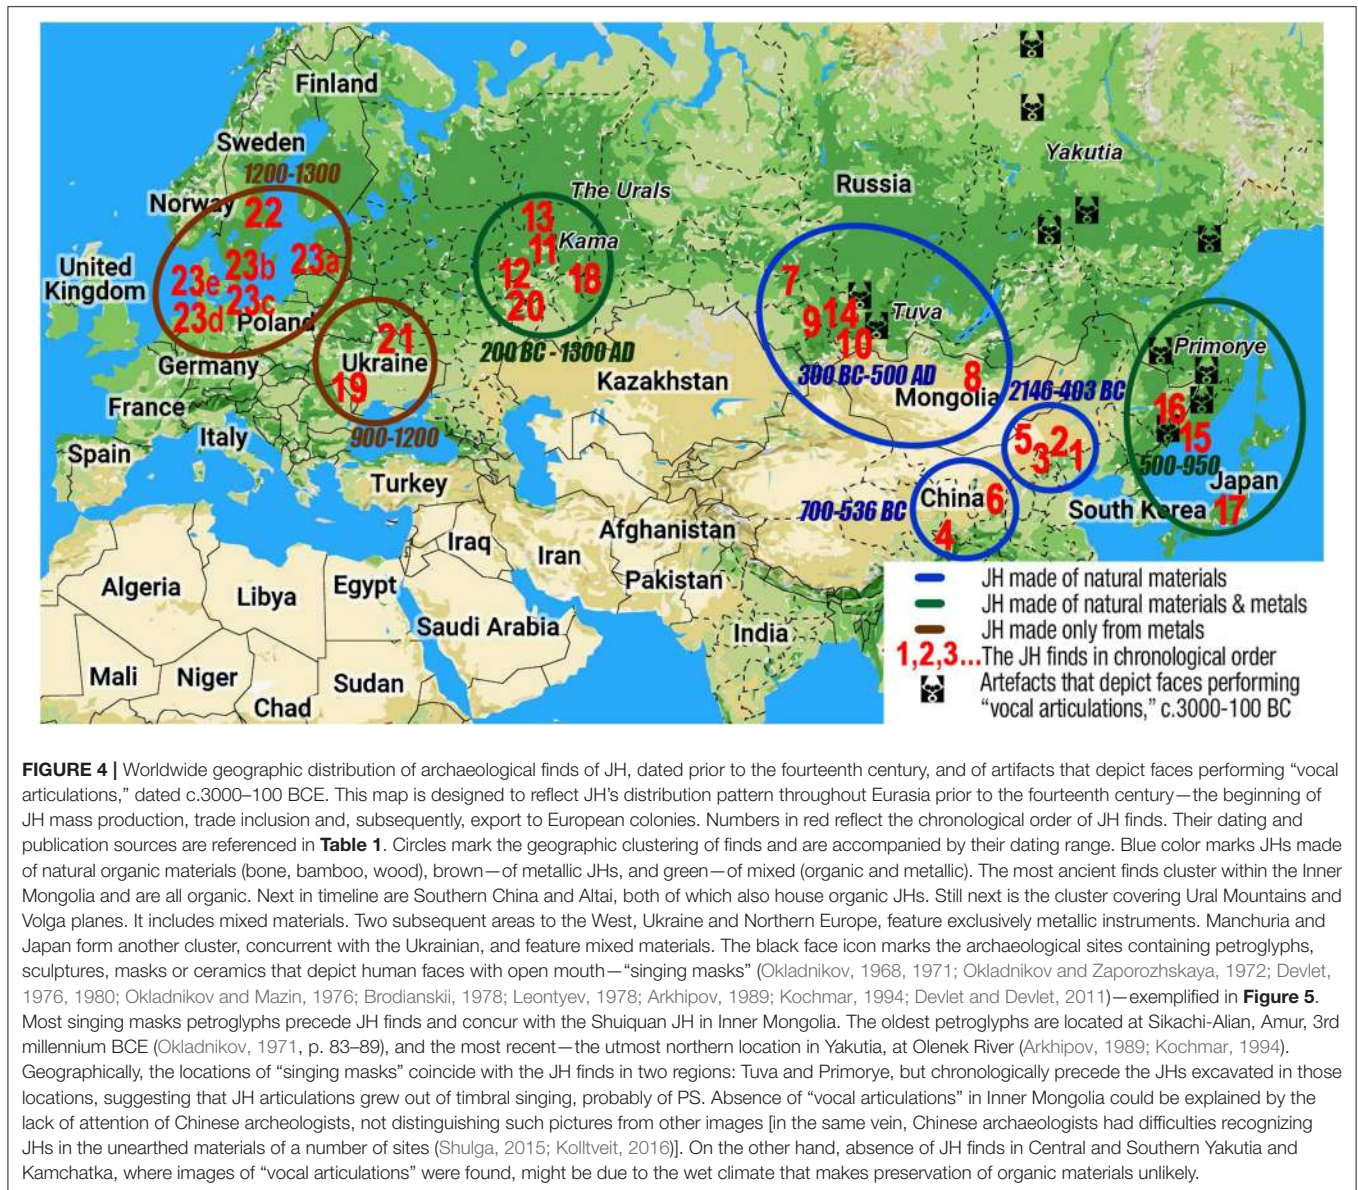 Finland
Sweden
1200-1300
Norway
22
The Urals
13
11
Kama
12
18
20
200 BC - 1300 AD
United
Kingdom
23e
23b
23a
23d
23c
Poland
Germany
France
Spain
Italy
21
Ukraine
19
900-1200
Turkey
Kazakhstan
Russia
Yakutia
7
9
14
10
Tuva
300 BC-500 AD
8
Mongolia
2146-403 BC
5
3
2
1
700-536 BC
China
6
4
Primorye
16
15
500-950
Japan
South Korea
17
Iraq
Iran
Afghanistan
Pakistan
India
Algeria
Libya
Egypt
Saudi Arabia
Mali
Niger
Chad
Sudan
JH made of natural materials
JH made of natural materials & metals
JH made only from metals
1,2,3...The JH finds in chronological order
Artefacts that depict faces performing
“vocal articulations,” c.3000-100 BC
FIGURE 4 | Worldwide geographic distribution of archaeological finds of JH, dated prior to the fourteenth century, and of artifacts that depict faces performing “vocal
articulations,” dated c.3000–100 BCE. This map is designed to reflect JH’s distribution pattern throughout Eurasia prior to the fourteenth century—the beginning of
JH mass production, trade inclusion and, subsequently, export to European colonies. Numbers in red reflect the chronological order of JH finds. Their dating and
publication sources are referenced in Table 1. Circles mark the geographic clustering of finds and are accompanied by their dating range. Blue color marks JHs made
of natural organic materials (bone, bamboo, wood), brown—of metallic JHs, and green—of mixed (organic and metallic). The most ancient finds cluster within the Inner
Mongolia and are all organic. Next in timeline are Southern China and Altai, both of which also house organic JHs. Still next is the cluster covering Ural Mountains and
Volga planes. It includes mixed materials. Two subsequent areas to the West, Ukraine and Northern Europe, feature exclusively metallic instruments. Manchuria and
Japan form another cluster, concurrent with the Ukrainian, and feature mixed materials. The black face icon marks the archaeological sites containing petroglyphs,
sculptures, masks or ceramics that depict human faces with open mouth—“singing masks” (Okladnikov, 1968, 1971; Okladnikov and Zaporozhskaya, 1972; Devlet,
1976, 1980; Okladnikov and Mazin, 1976; Brodianskii, 1978; Leontyev, 1978; Arkhipov, 1989; Kochmar, 1994; Devlet and Devlet, 2011)—exemplified in Figure 5.
Most singing masks petroglyphs precede JH finds and concur with the Shuiquan JH in Inner Mongolia. The oldest petroglyphs are located at Sikachi-Alian, Amur, 3rd
millennium BCE (Okladnikov, 1971, p. 83–89), and the most recent—the utmost northern location in Yakutia, at Olenek River (Arkhipov, 1989; Kochmar, 1994).
Geographically, the locations of “singing masks” coincide with the JH finds in two regions: Tuva and Primorye, but chronologically precede the JHs excavated in those
locations, suggesting that JH articulations grew out of timbral singing, probably of PS. Absence of “vocal articulations” in Inner Mongolia could be explained by the
lack of attention of Chinese archeologists, not distinguishing such pictures from other images [in the same vein, Chinese archaeologists had difficulties recognizing
JHs in the unearthed materials of a number of sites (Shulga, 2015; Kolltveit, 2016)]. On the other hand, absence of JH finds in Central and Southern Yakutia and
Kamchatka, where images of “vocal articulations” were found, might be due to the wet climate that makes preservation of organic materials unlikely.